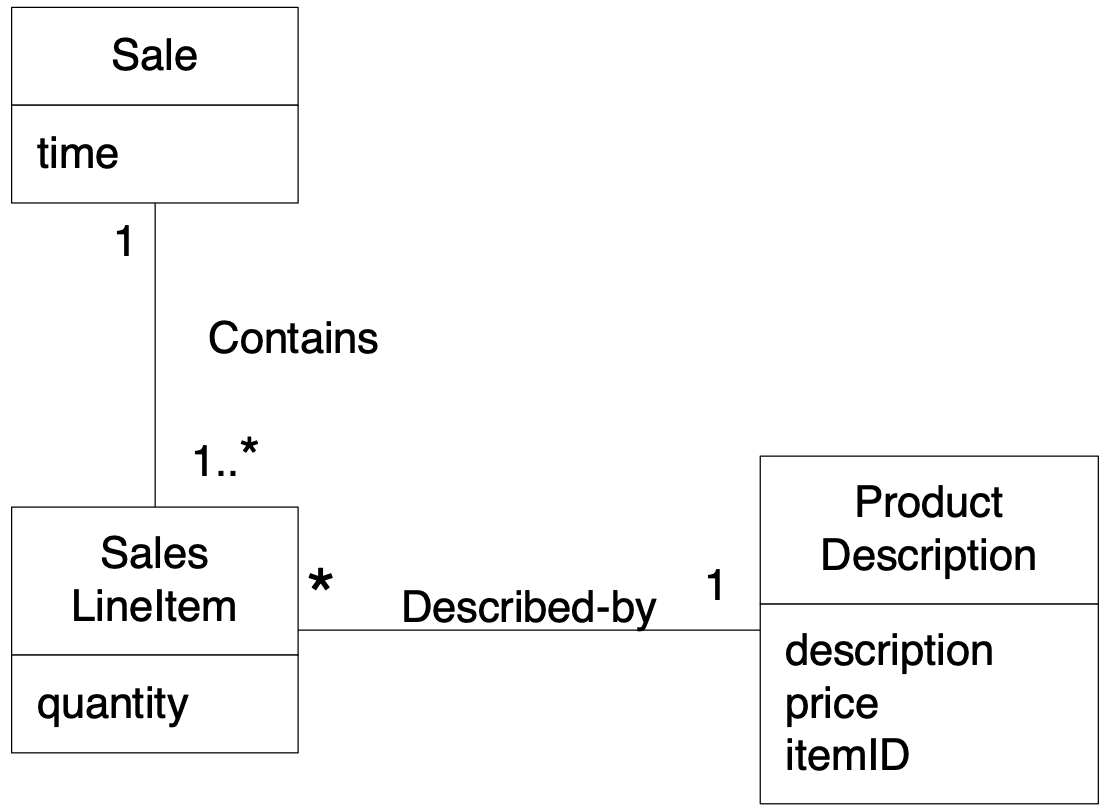 Sale
time
1
Contains
1..*
Sales
LineItem
quantity
*
Described-by
1
Product
Description
description
price
itemID